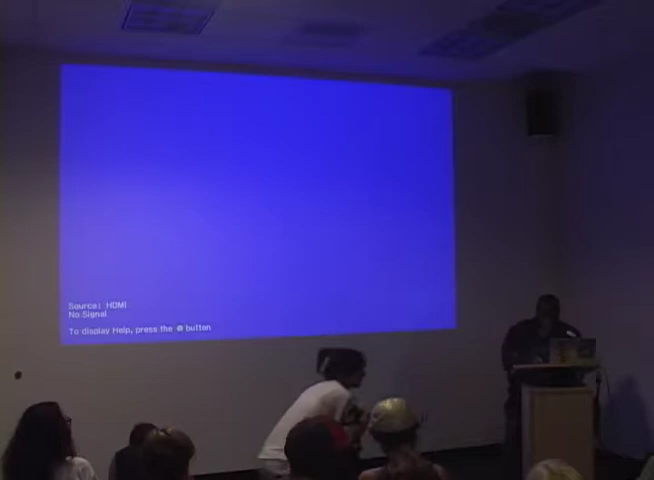 Source: HDMI
No Signal
To display Help, press the button